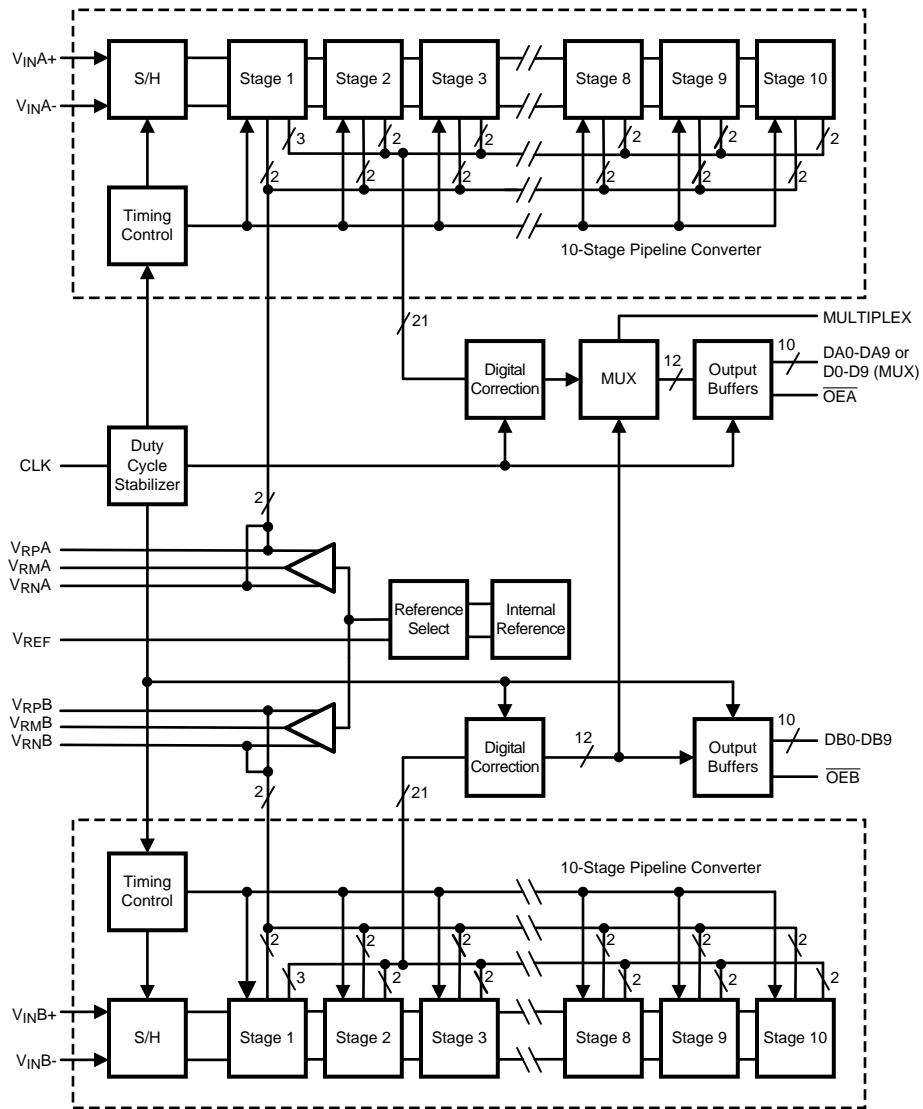 VINA+
VINA-
S/H
Stage 1
Stage 2
Stage 3
Stage 8
Stage 9
Stage 10
3
2
2
2
2
2
2
2
2
2
2
2
Timing
Control
10-Stage Pipeline Converter
21
MULTIPLEX
Digital
Correction
MUX
12
Output
Buffers
10
DA0-DA9 or
D0-D9 (MUX)
OEA
CLK
Duty
Cycle
Stabilizer
2
VRPA
VRMA
VRNA
Reference
Select
Internal
Reference
VREF
VRPB
VRMB
VRNB
2
21
Digital
Correction
12
Output
Buffers
10
DB0-DB9
OEB
Timing
Control
10-Stage Pipeline Converter
2
2
2
2
2
2
3
2
2
2
2
2
VINB+
VINB-
S/H
Stage 1
Stage 2
Stage 3
Stage 8
Stage 9
Stage 10